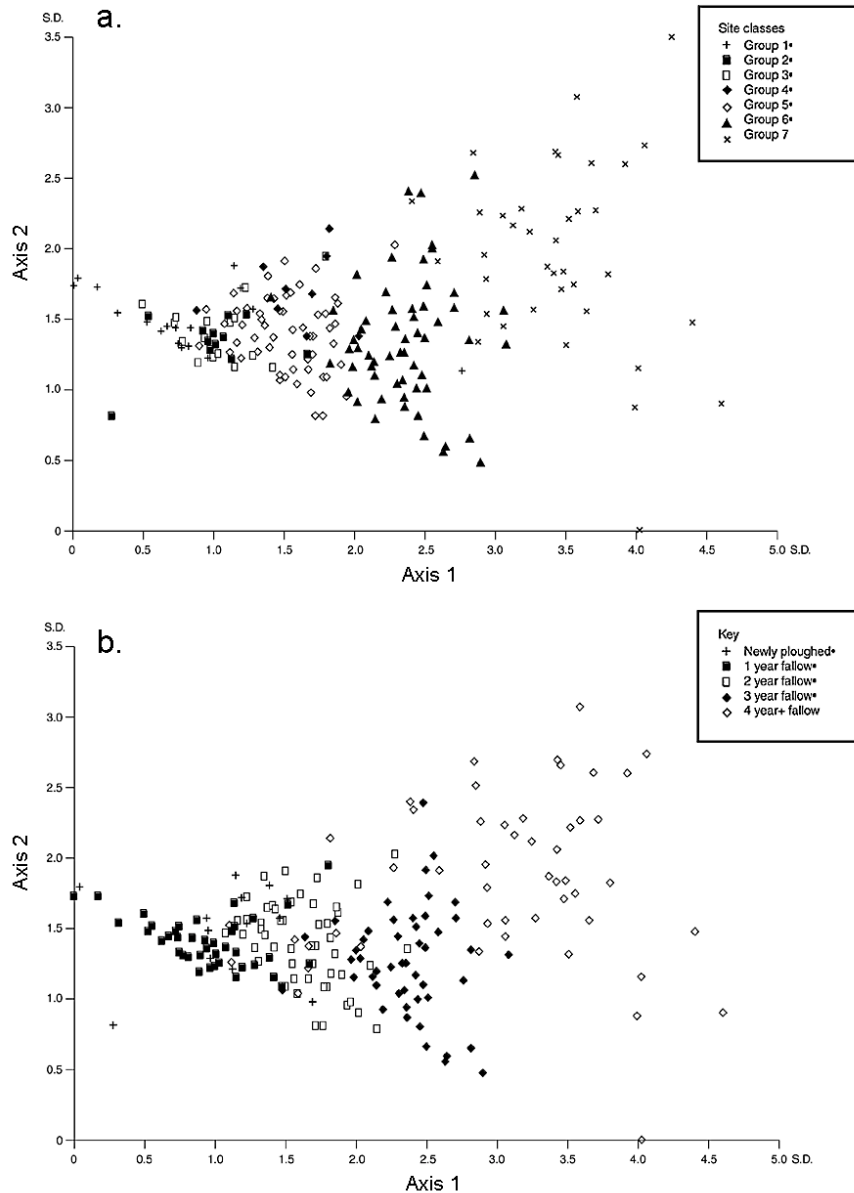 a.
S.D.
3.5
3.0
2.5
2.0
1.5
1.0
0.5
0
Axis 2
0 0.5 1.0 1.5 2.0 2.5 3.0 3.5 4.0 4.5 5.0 S.D.
Axis 1
Site classes
Group 1•
Group 2•
Group 3•
Group 4•
Group 5•
Group 6•
Group 7
b.
S.D.
3.5
3.0
2.5
2.0
1.5
1.0
0.5
0
Axis 2
0 0.5 1.0 1.5 2.0 2.5 3.0 3.5 4.0 4.5 5.0 S.D.
Axis 1
Key
Newly ploughed•
1 year fallow•
2 year fallow•
3 year fallow•
4 year+ fallow